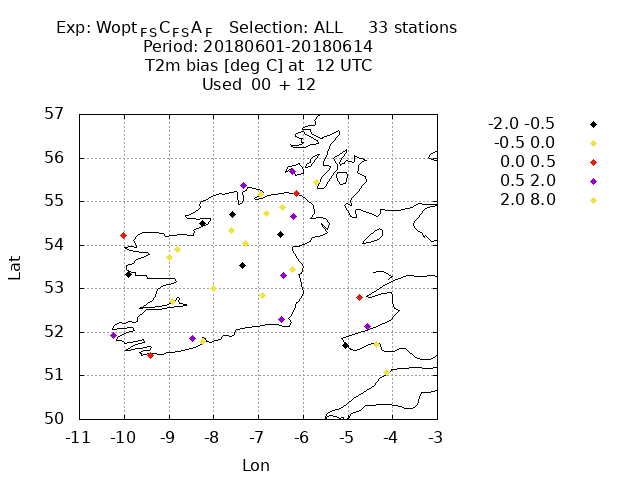 Exp: Wopt FS C FS A F Selection: ALL 33 stations
Period: 20180601-20180614
T2m bias [deg C] at 12 UTC
Used 00 + 12
57
56
55
54
53
52
51
50
-11 -10 -9 -8 -7 -6 -5 -4 -3
Lat
Lon
-2.0 -0.5
-0.5 0.0
0.0 0.5
0.5 2.0
2.0 8.0